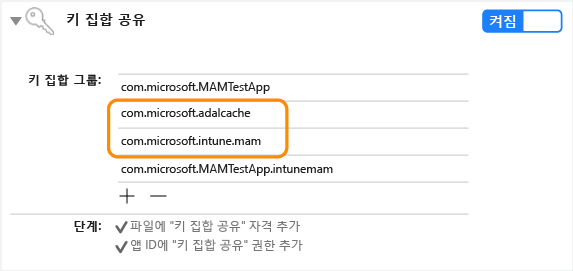 키 집합 공유
켜짐
키 집합 그룹:
com.microsoft.MAMTestApp
com.microsoft.adalcache
com.microsoft.intune.mam
com.microsoft.MAMTestApp.intunemam
단계: ✓파일에 "키 집합 공유" 자격 추가
✓앱 ID에 "키 집합 공유" 권한 추가